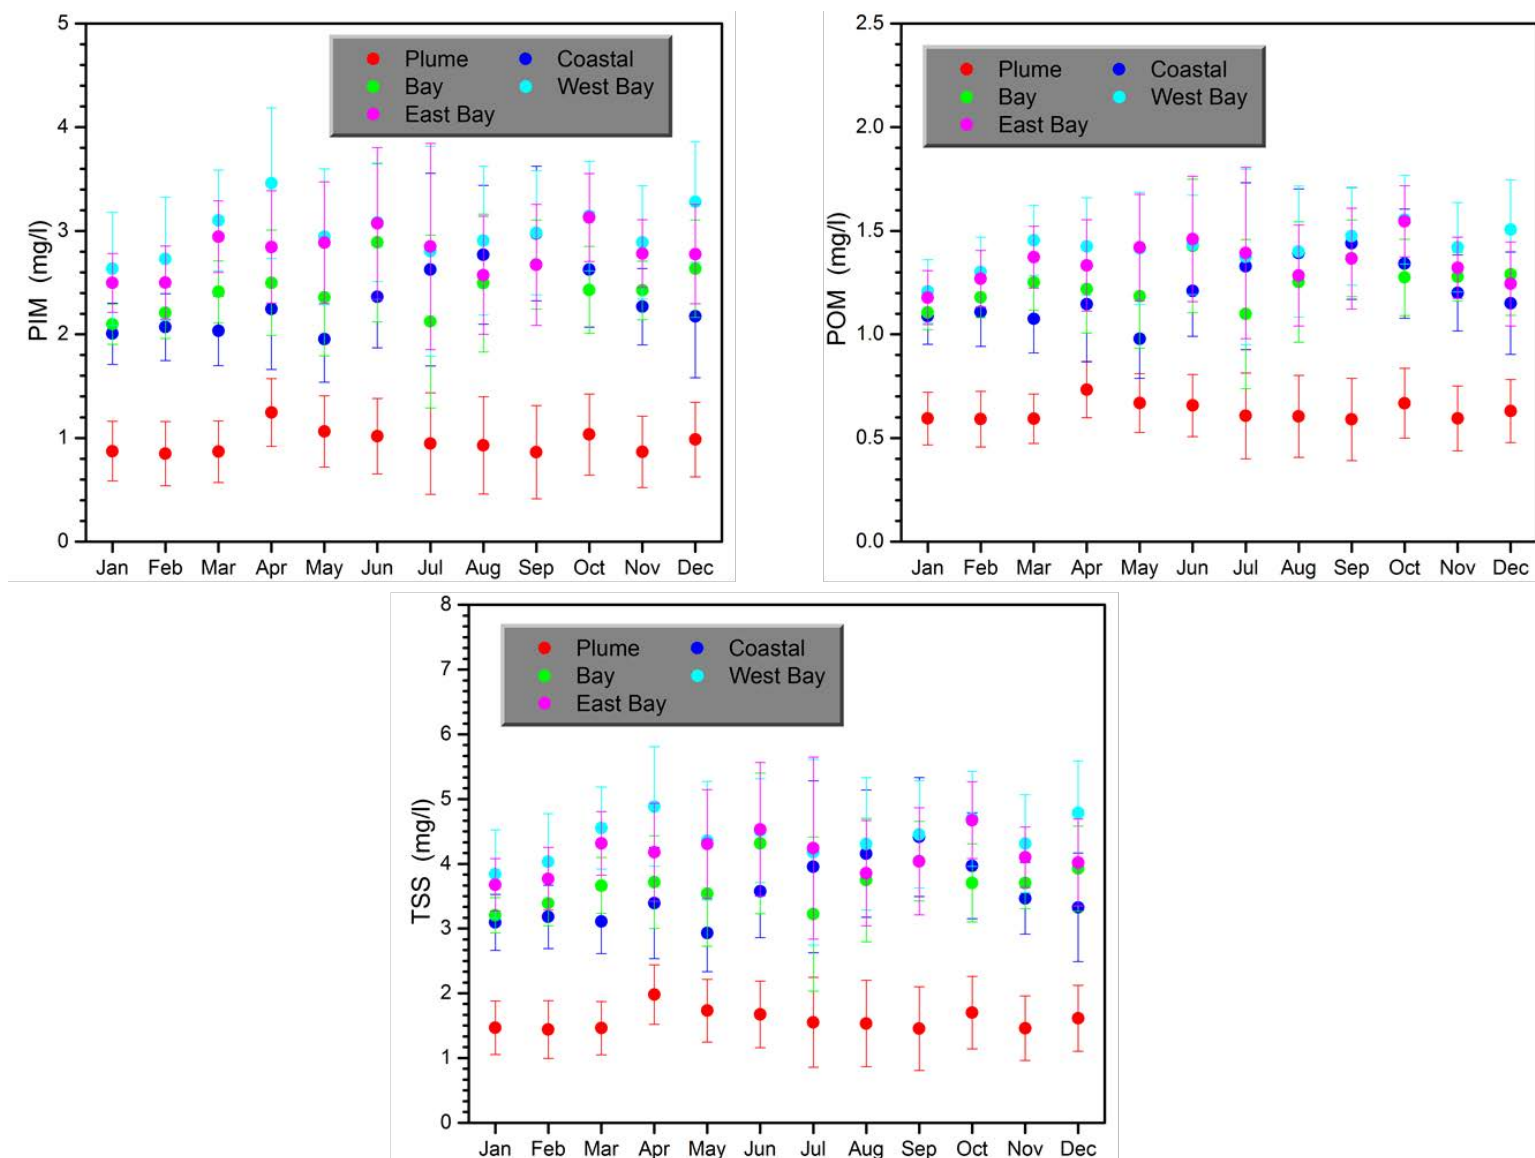 5
4
3
2
1
0
PIM (mg/l)
Plume Coastal
Bay West Bay
East Bay
Jan Feb Mar Apr May Jun Jul Aug Sep Oct Nov Dec
2.5
2.0
1.5
1.0
0.5
0.0
POM (mg/l)
Plume Coastal
Bay West Bay
East Bay
Jan Feb Mar Apr May Jun Jul Aug Sep Oct Nov Dec
8
7
6
5
4
3
2
1
0
TSS (mg/l)
Plume Coastal
Bay West Bay
East Bay
Jan Feb Mar Apr May Jun Jul Aug Sep Oct Nov Dec